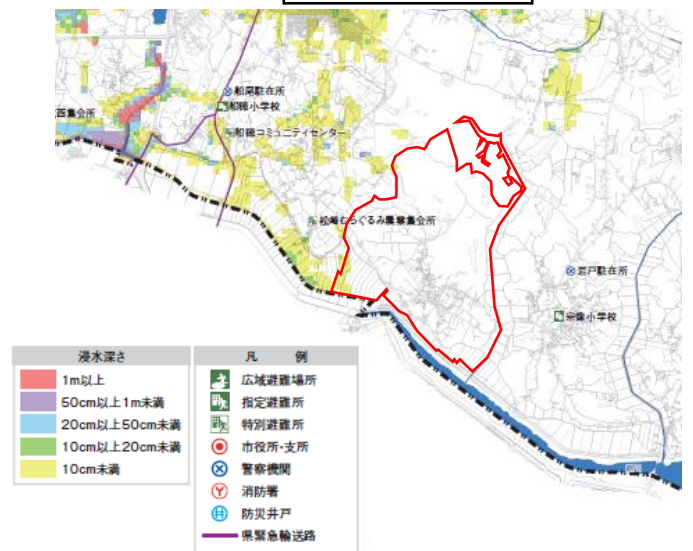 船尾駐在所
船穂小学校
西集会所
船穂コミュニティセンター
松崎むらぐるみ農業集会所
岩戸駐在所
宗像小学校
浸水深さ
1m以上
50cm以上1m未満
20cm以上50cm未満
10cm以上20cm未満
10cm未満
凡 例
広域避難場所
指定避難所
特別避難所
市役所・支所
警察機関
消防署
防災井戸
県緊急輸送路